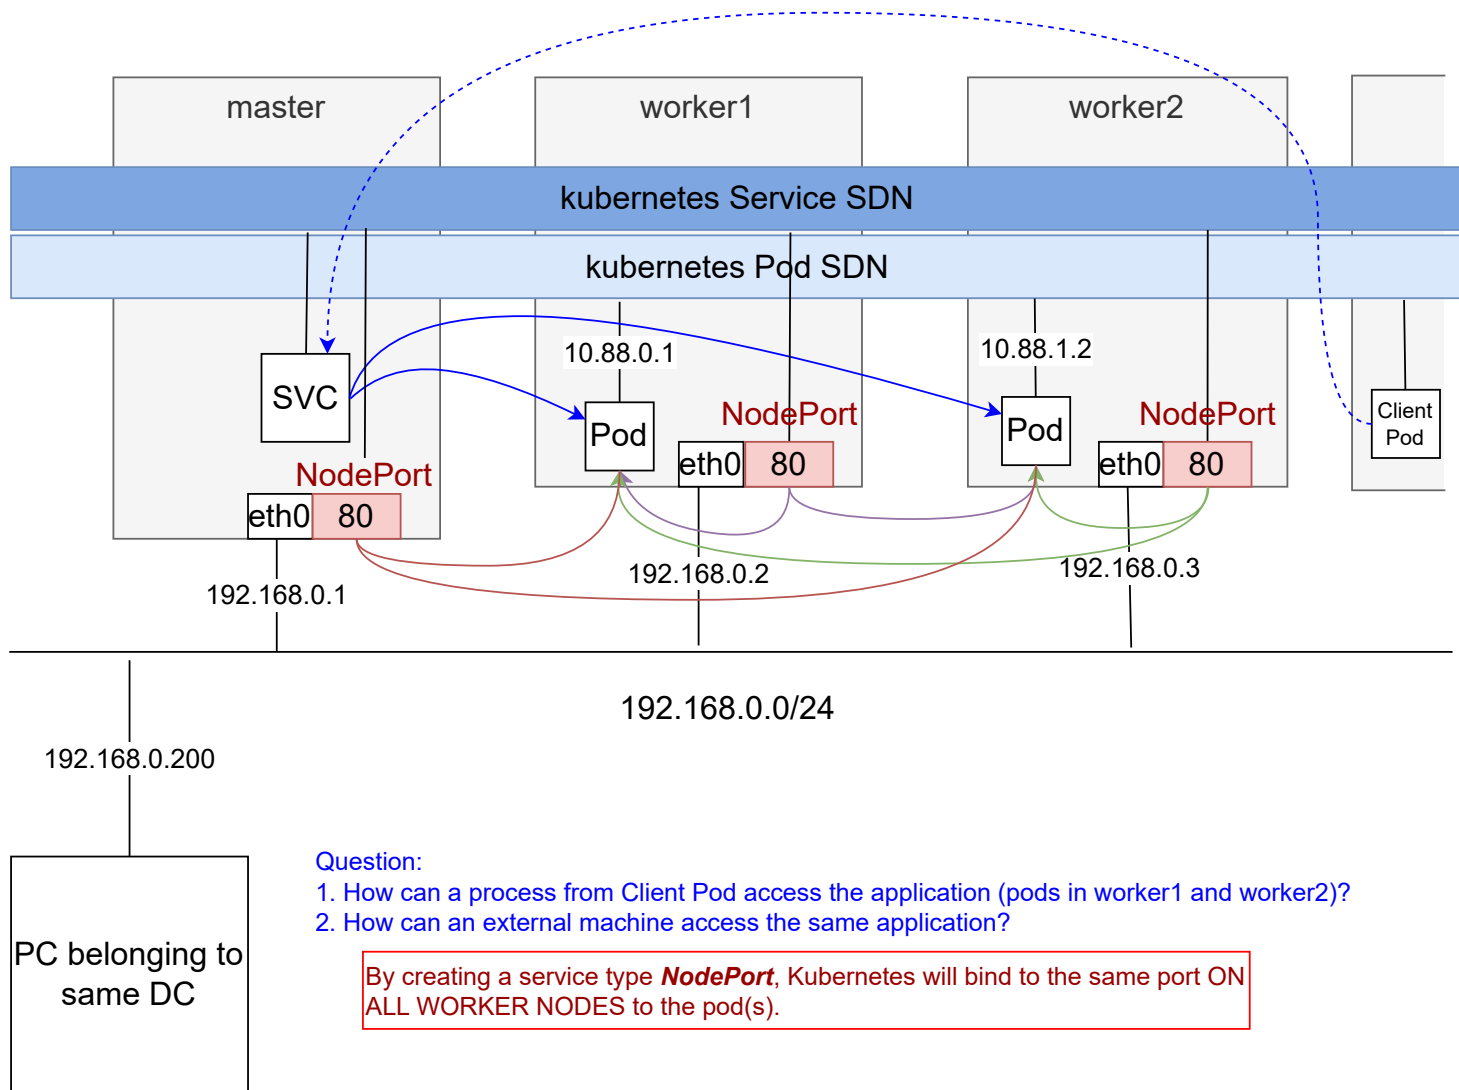 master
worker1
worker2
kubernetes Service SDN
kubernetes Pod SDN
10.88.0.1
10.88.1.2
SVC
Pod
NodePort
Pod
NodePort
Client
Pod
eth0
80
eth0
80
NodePort
eth0
80
192.168.0.1
192.168.0.2
192.168.0.3
192.168.0.0/24
192.168.0.200
PC belonging to
same DC
Question:
1. How can a process from Client Pod access the application (pods in worker1 and worker2)?
2. How can an external machine access the same application?
By creating a service type NodePort, Kubernetes will bind to the same port ON
ALL WORKER NODES to the pod(s).